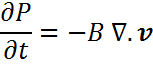 ∂P/∂t = −B ∇.𝒗